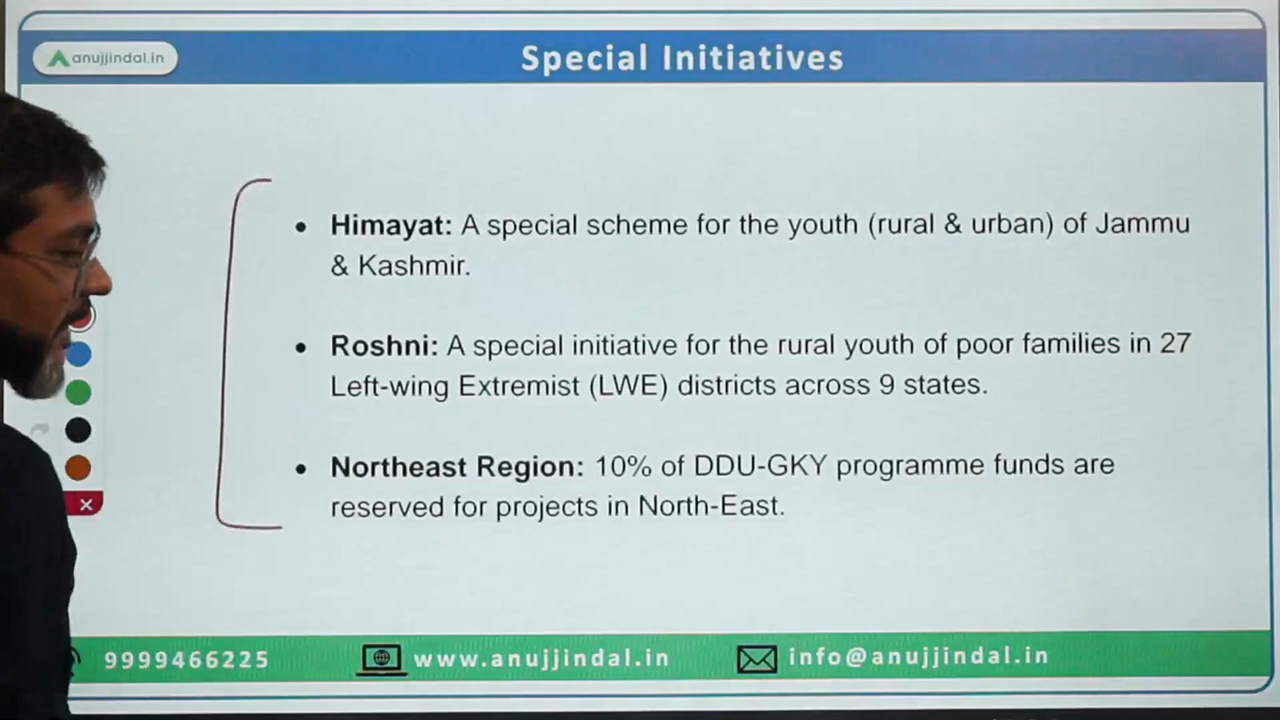 anujjindal.in
Special Initiatives
• Himayat: A special scheme for the youth (rural & urban) of Jammu
& Kashmir.
• Roshni: A special initiative for the rural youth of poor families in 27
Left-wing Extremist (LWE) districts across 9 states.
• Northeast Region: 10% of DDU-GKY programme funds are
reserved for projects in North-East.
9999466225 www.anujjindal.in info@anujjindal.in